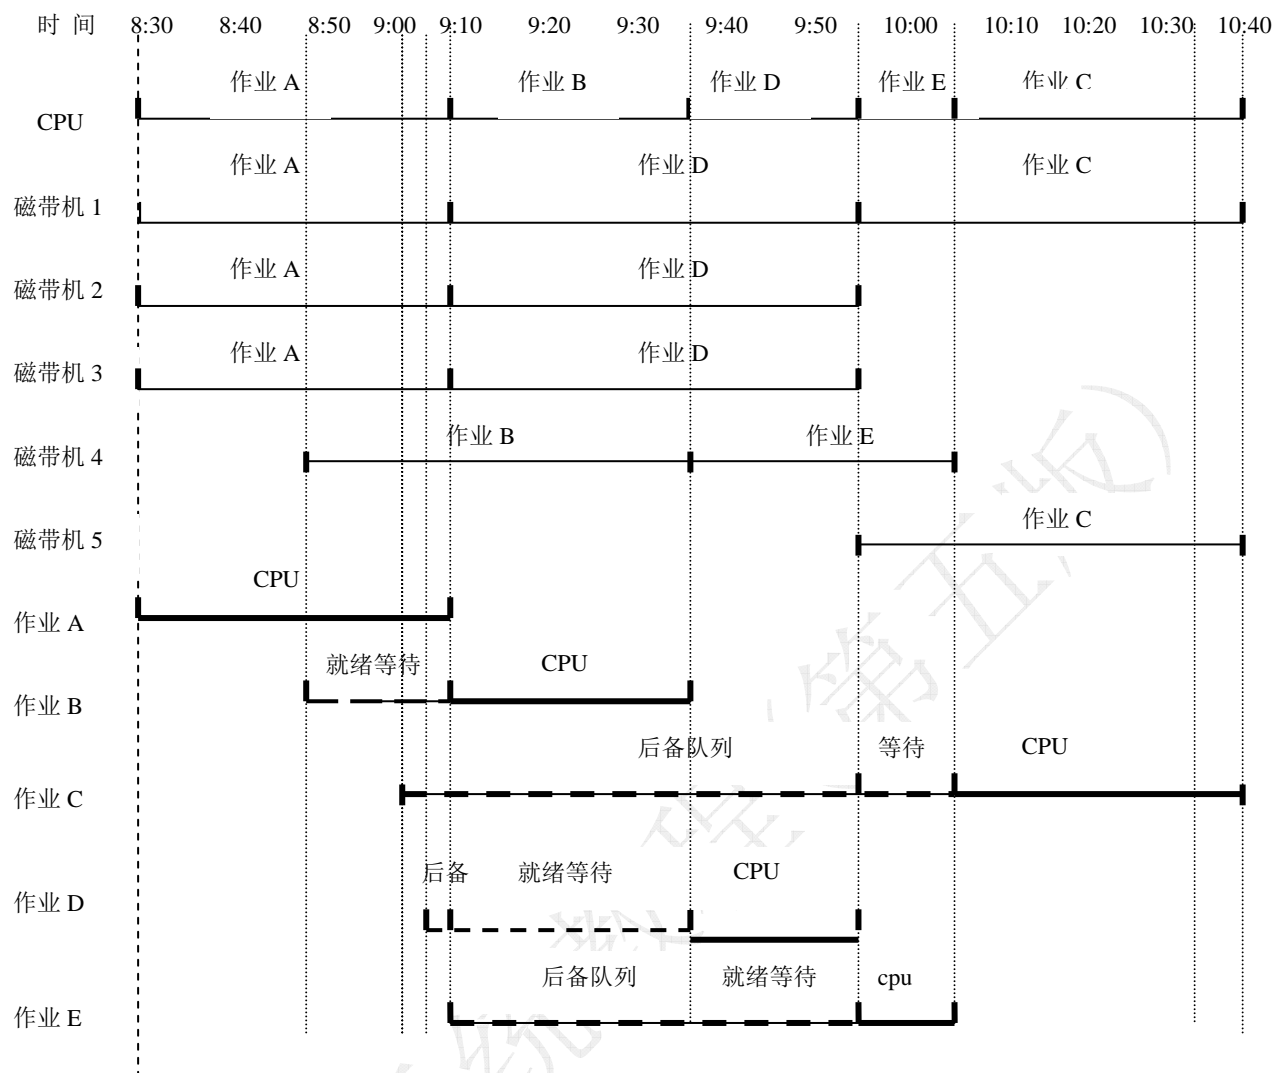 时 间 8:30 8:40 8:50 9:00 9:10 9:20 9:30 9:40 9:50 10:00 10:10 10:20 10:30 10:40
作业 A 作业 B 作业 D 作业 E 作业 C
CPU
作业 A 作业 D 作业 C
磁带机 1
作业 A 作业 D
磁带机 2
作业 A 作业 D
磁带机 3
作业 B 作业 E
磁带机 4
作业 C
磁带机 5
CPU
作业 A
就绪等待 CPU
作业 B
后备队列 等待 CPU
作业 C
后备 就绪等待 CPU
作业 D
后备队列 就绪等待 cpu
作业 E
第五版)